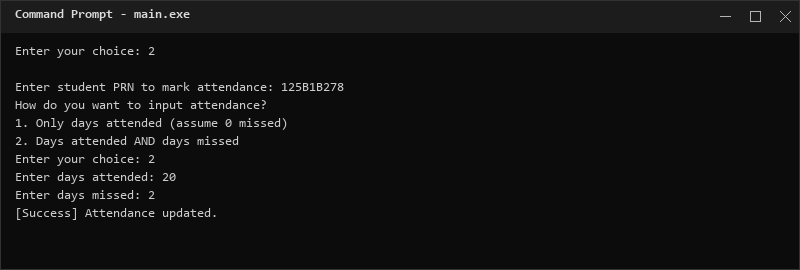 Command Prompt - main.exe
Enter your choice: 2
Enter student PRN to mark attendance: 125B1B278
How do you want to input attendance?
1. Only days attended (assume 0 missed)
2. Days attended AND days missed
Enter your choice: 2
Enter days attended: 20
Enter days missed: 2
[Success] Attendance updated.